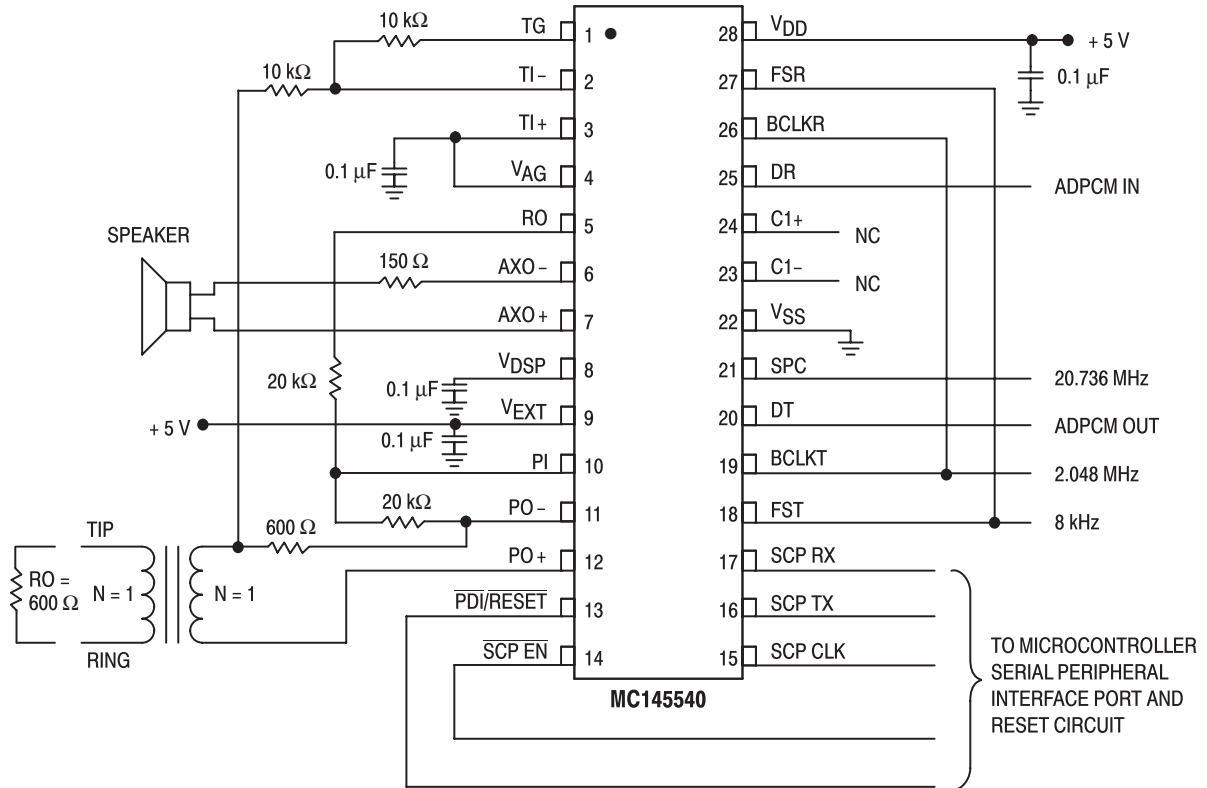 10 kΩ
TG
1
28
VDD
+ 5 V
10 kΩ
TI−
2
27
FSR
0.1 µF
TI+
3
26
BCLKR
0.1 µF
VAG
4
25
DR
ADPCM IN
RO
5
24
C1+
NC
SPEAKER
150 Ω
AXO−
6
23
C1−
NC
AXO+
7
22
VSS
VDSP
8
21
SPC
20.736 MHz
20 kΩ
0.1 µF
VEXT
9
20
DT
ADPCM OUT
+ 5 V
0.1 µF
PI
10
19
BCLKT
2.048 MHz
20 kΩ
PO−
11
18
FST
8 kHz
TIP
600 Ω
PO+
12
17
SCP RX
RO =
600 Ω
N = 1
N = 1
PDI/RESET
13
16
SCP TX
RING
SCP EN
14
15
SCP CLK
TO MICROCONTROLLER
SERIAL PERIPHERAL
INTERFACE PORT AND
RESET CIRCUIT
MC145540